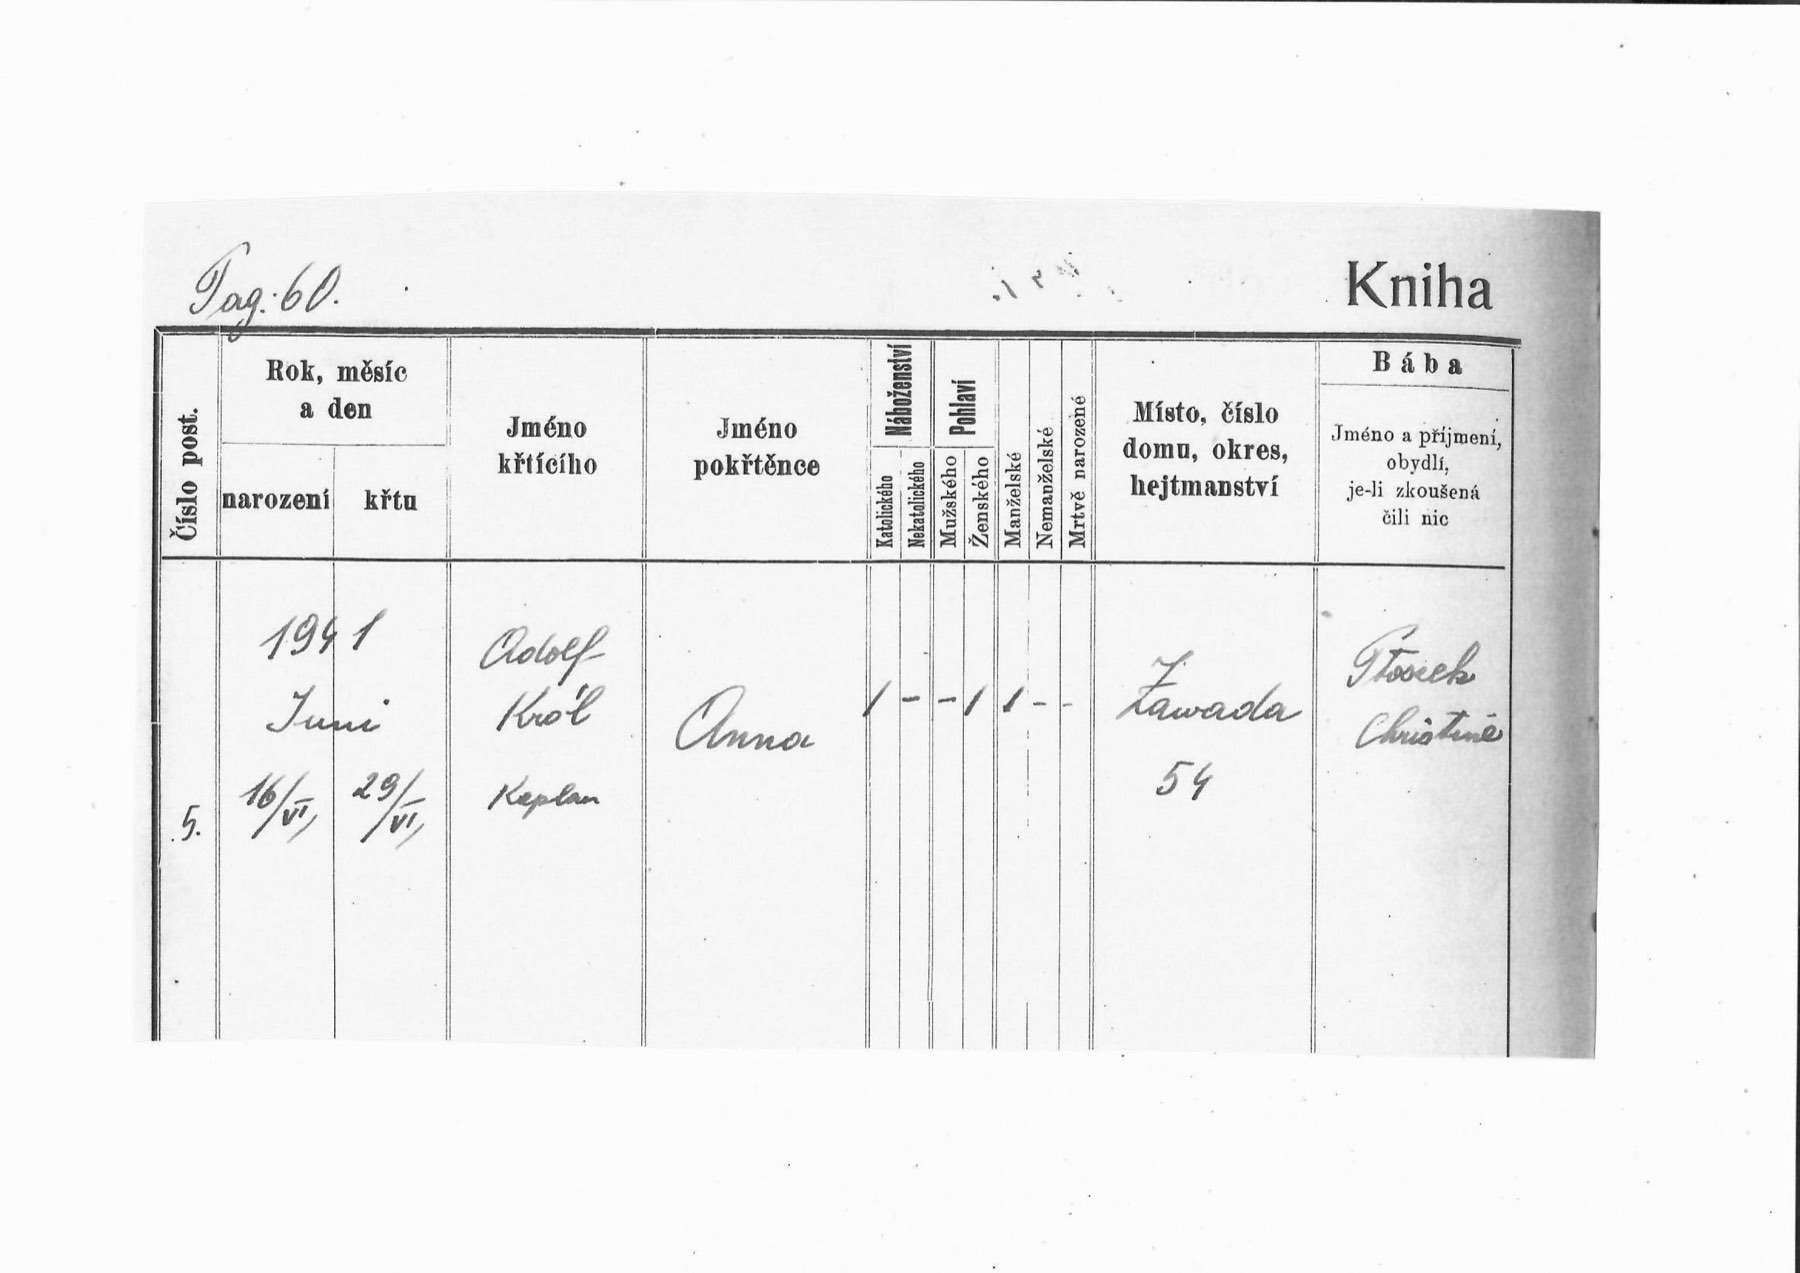 Pag: 60.
Kniha
Číslo post.
Rok, měsíc
a den
narození
křtu
Jméno
křtícího
Jméno
pokřtěnce
Náboženství
Katolického
Nekatolického
Pohlaví
Mužského
Ženského
Manželské
Nemanželské
Mrtvě narozené
Místo, číslo
domu, okres,
hejtmanství
Bába
Jméno a příjmení,
obydlí,
je-li zkoušená
čili nic
5.
1941
Juni
16/VI,
29/VI,
Adolf
Król
Kaplan
Anna
1 - - 1 1 - -
Zawada
54
Christine